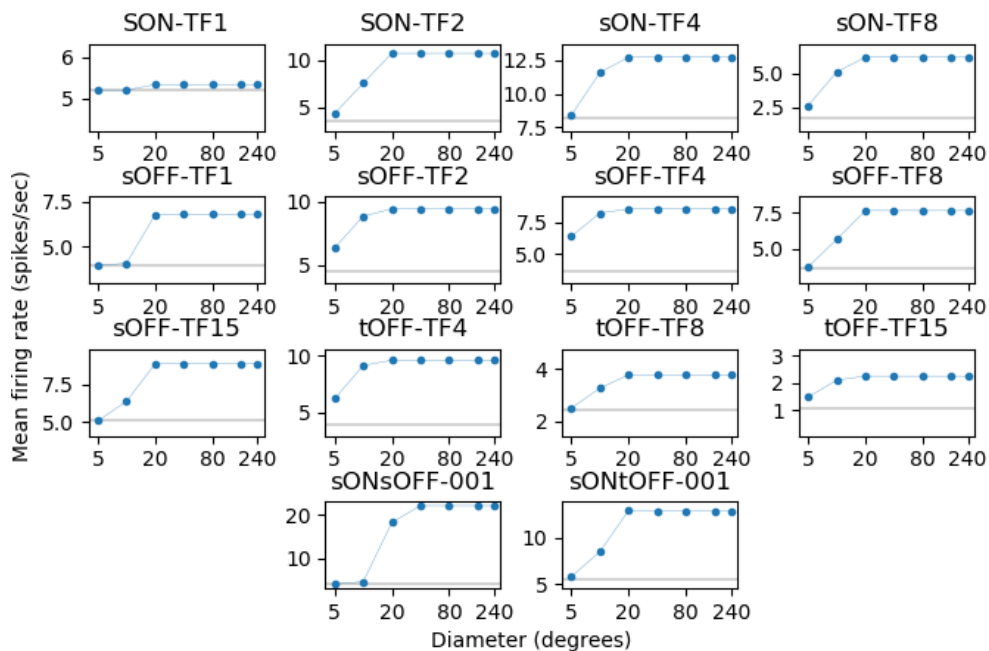 SON-TF1 SON-TF2 sON-TF4 sON-TF8
6
5
5 20 80 240
10
5
5 20 80 240
12.5
10.0
7.5
5 20 80 240
5.0
2.5
5 20 80 240
sOFF-TF1 sOFF-TF2 sOFF-TF4 sOFF-TF8
7.5
5.0
5 20 80 240
10
5
5 20 80 240
7.5
5.0
5 20 80 240
7.5
5.0
5 20 80 240
sOFF-TF15 tOFF-TF4 tOFF-TF8 tOFF-TF15
7.5
5.0
5 20 80 240
10
5
5 20 80 240
4
2
5 20 80 240
3
2
1
5 20 80 240
sONsOFF-001 sONtOFF-001
20
10
5 20 80 240
10
5
5 20 80 240
Mean firing rate (spikes/sec)
Diameter (degrees)